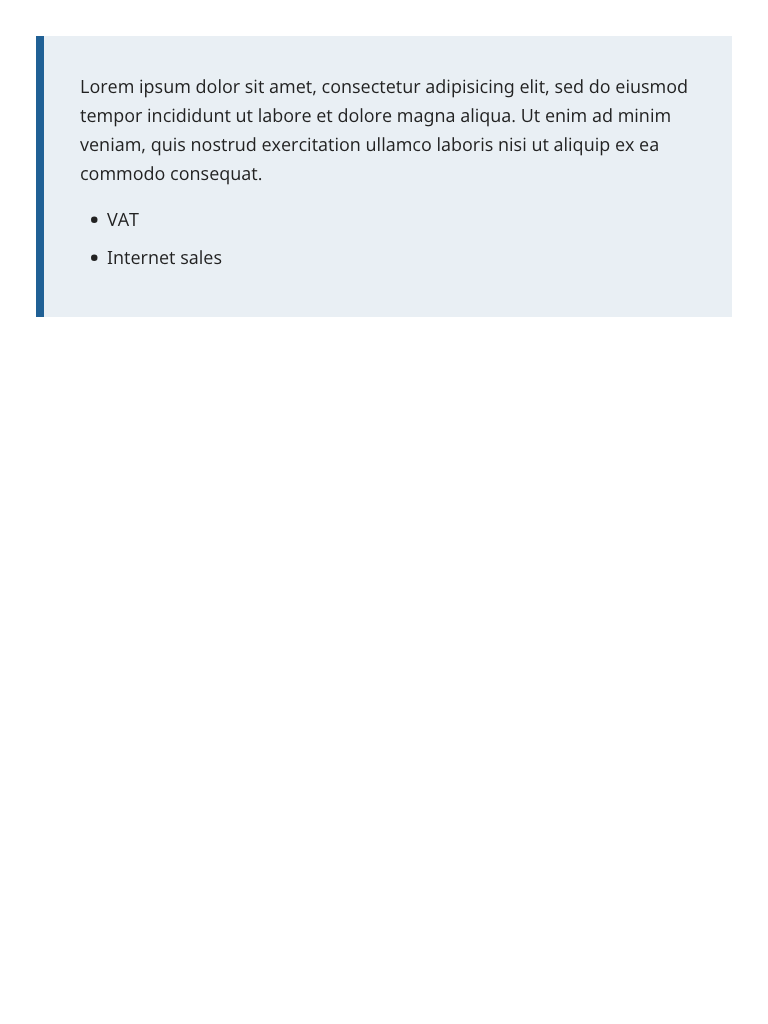 Lorem ipsum dolor sit amet, consectetur adipisicing elit, sed do eiusmod
tempor incididunt ut labore et dolore magna aliqua. Ut enim ad minim
veniam, quis nostrud exercitation ullamco laboris nisi ut aliquip ex ea
commodo consequat.
• VAT
• Internet sales